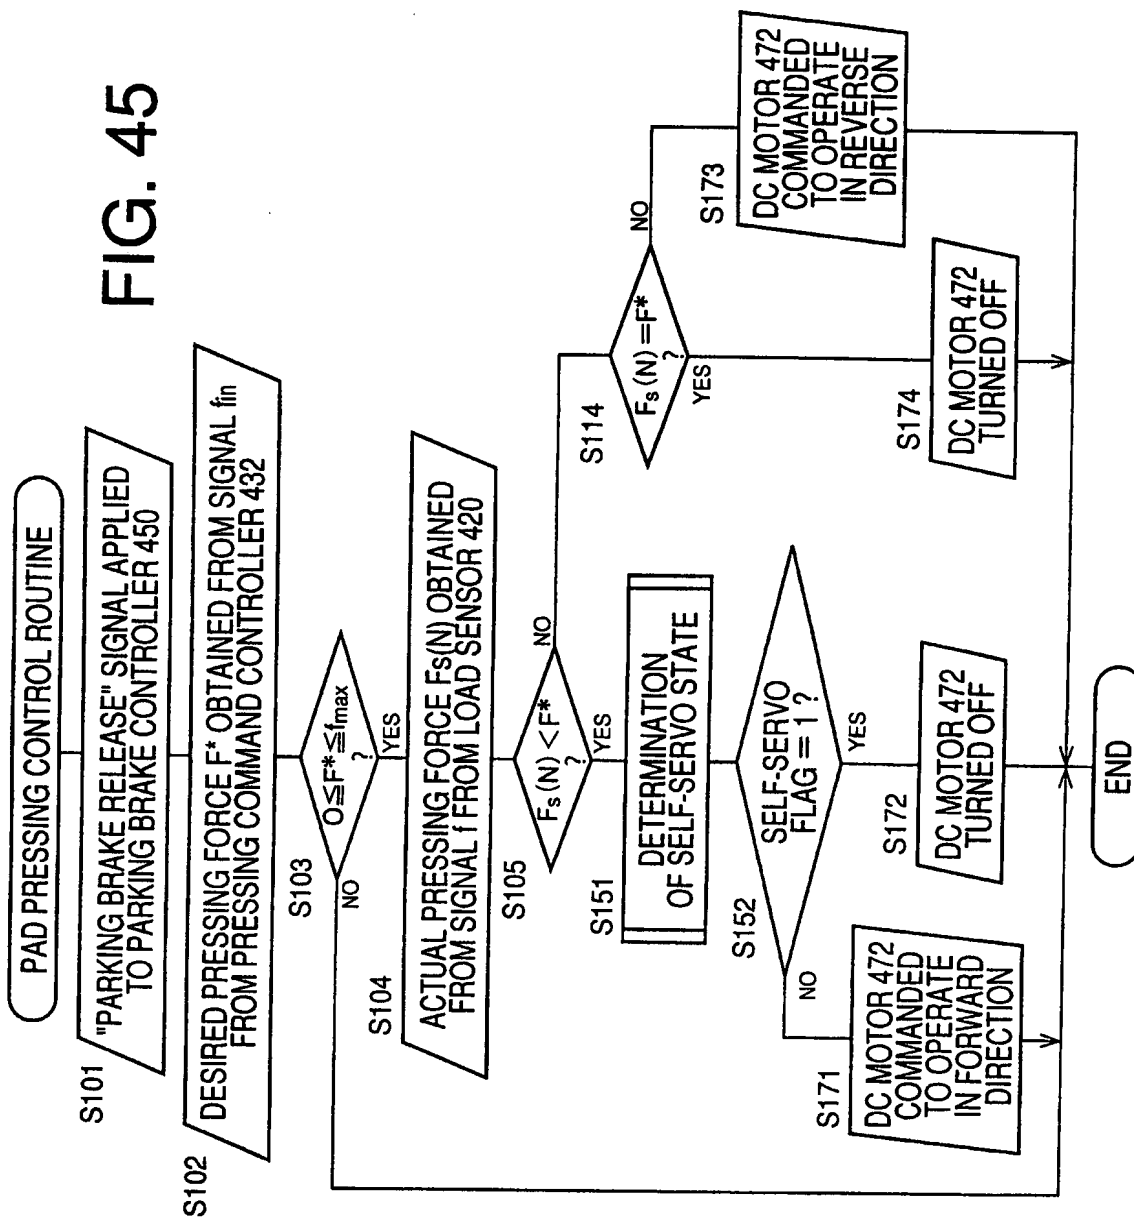 FIG. 45
PAD PRESSING CONTROL ROUTINE
S101
"PARKING BRAKE RELEASE" SIGNAL APPLIED
TO PARKING BRAKE CONTROLLER 450
S102
DESIRED PRESSING FORCE F* OBTAINED FROM SIGNAL fin
FROM PRESSING COMMAND CONTROLLER 432
S103
O≦F*≦fmax
?
NO
YES
S104
ACTUAL PRESSING FORCE Fs(N) OBTAINED
FROM SIGNAL f FROM LOAD SENSOR 420
S105
Fs(N)<F*
?
NO
YES
S114
Fs(N)=F*
?
NO
YES
S151
DETERMINATION
OF SELF-SERVO STATE
S152
SELF-SERVO
FLAG = 1 ?
NO
YES
S171
DC MOTOR 472
COMMANDED
TO OPERATE
IN FORWARD
DIRECTION
S172
DC MOTOR 472
TURNED OFF
S174
DC MOTOR 472
TURNED OFF
S173
DC MOTOR 472
COMMANDED
TO OPERATE
IN REVERSE
DIRECTION
END